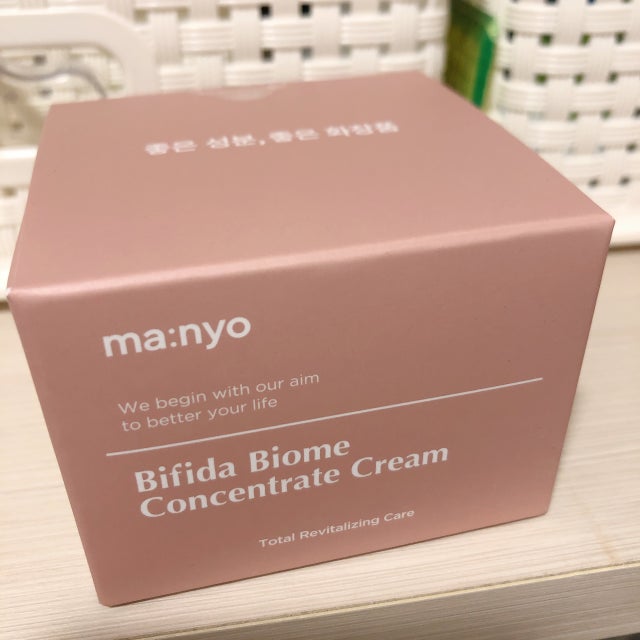 좋은 성분, 좋은 화장품
ma:nyo
We begin with our aim
to better your life
Bifida Biome
Concentrate Cream
Total Revitalizing Care